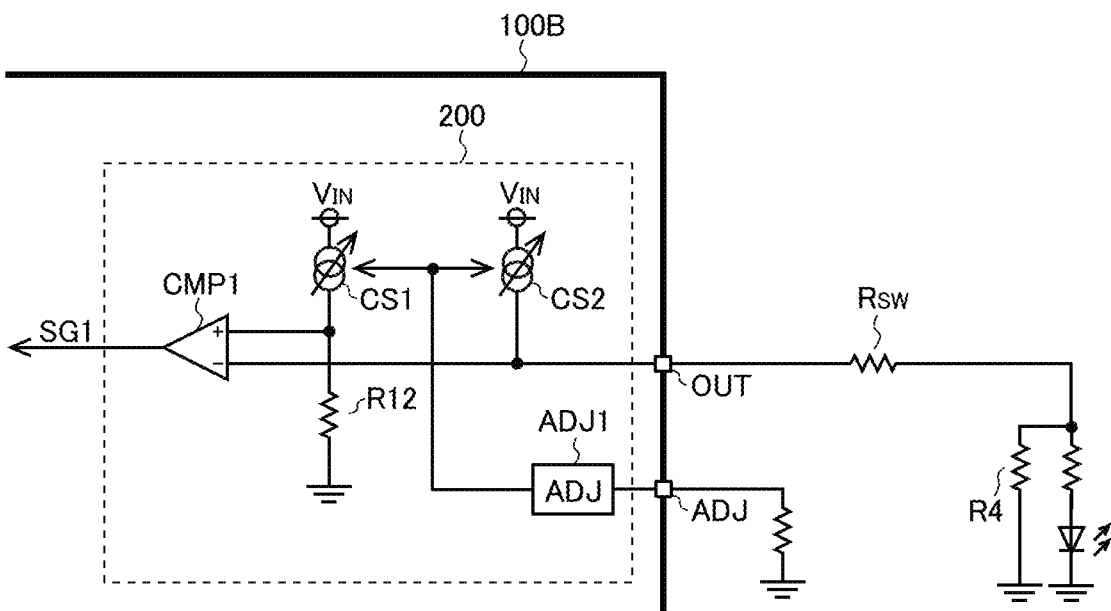 100B
200
VIN
VIN
CMP1
CS1
CS2
RSW
SG1
+
−
OUT
R12
ADJ1
ADJ
ADJ
R4